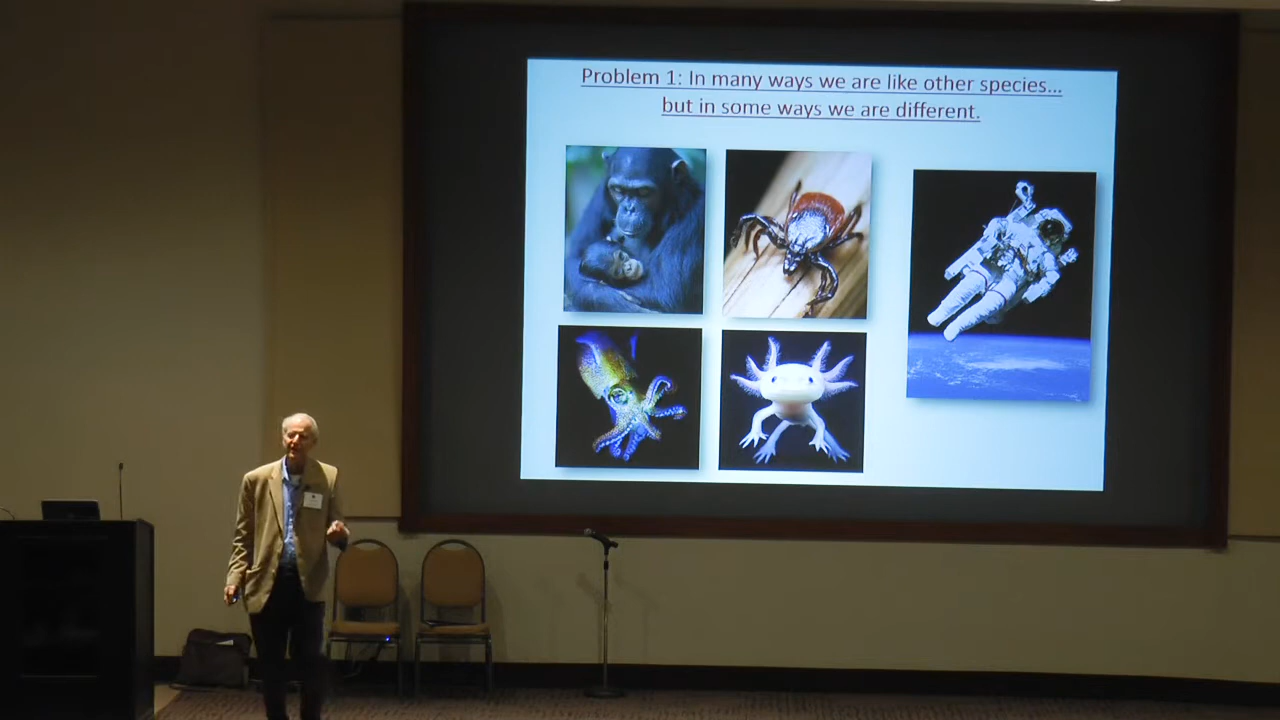 Problem 1: In many ways we are like other species...
but in some ways we are different.